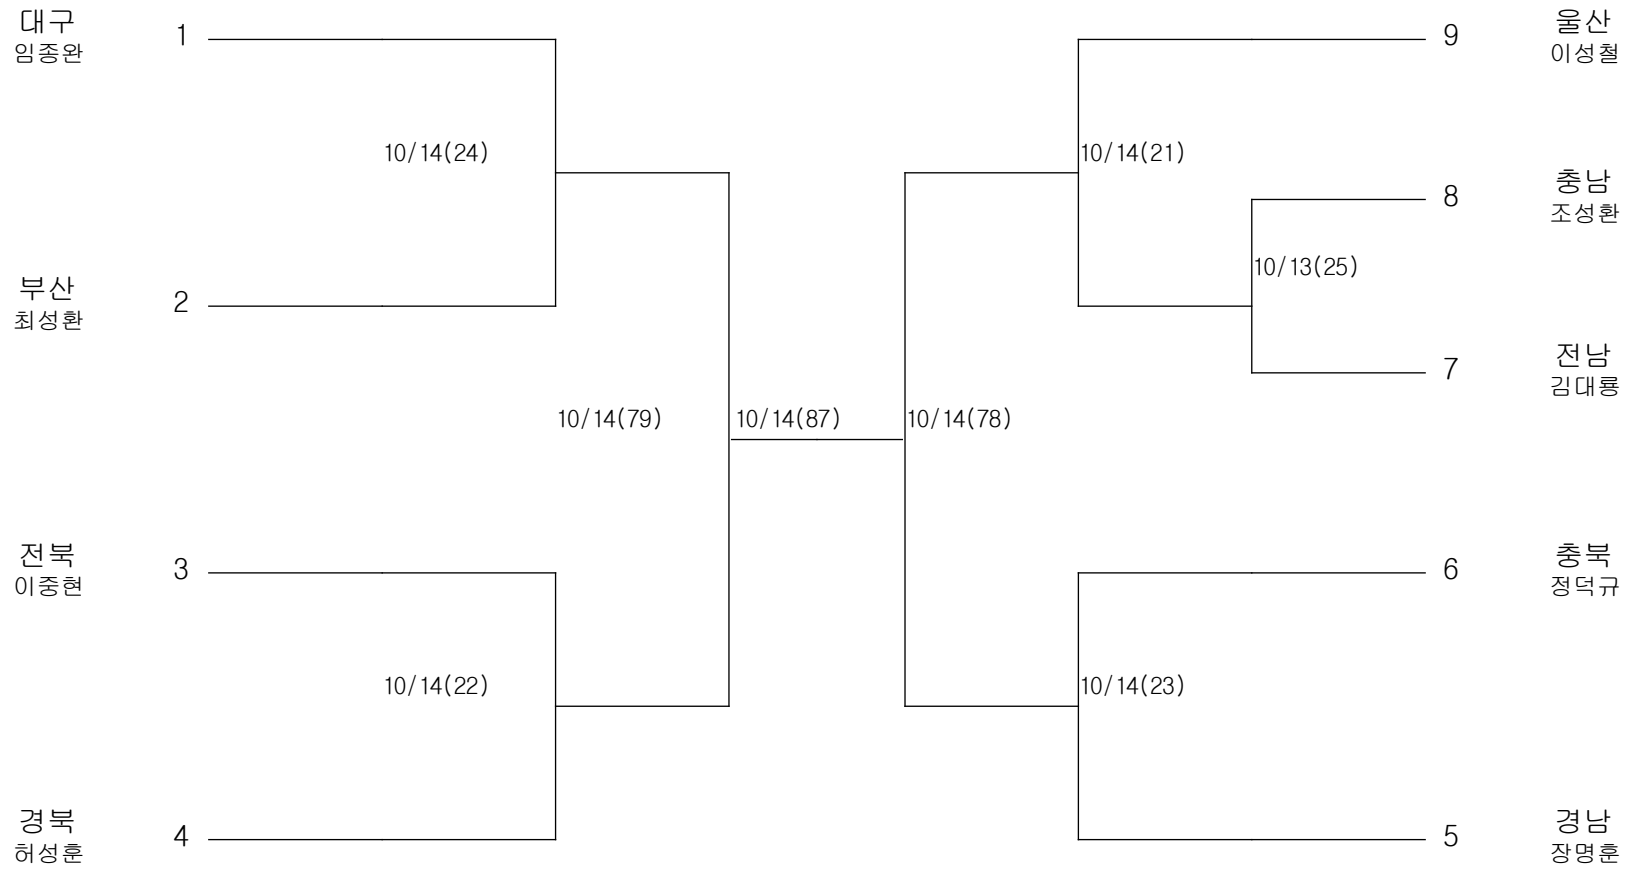 대구
임종완
1
부산
최성환
2
전북
이중현
3
경북
허성훈
4
10/14(24)
10/14(22)
10/14(79)
10/14(87)
10/14(78)
10/14(21)
10/13(25)
10/14(23)
9
울산
이성철
8
충남
조성환
7
전남
김대룡
6
충북
정덕규
5
경남
장명훈